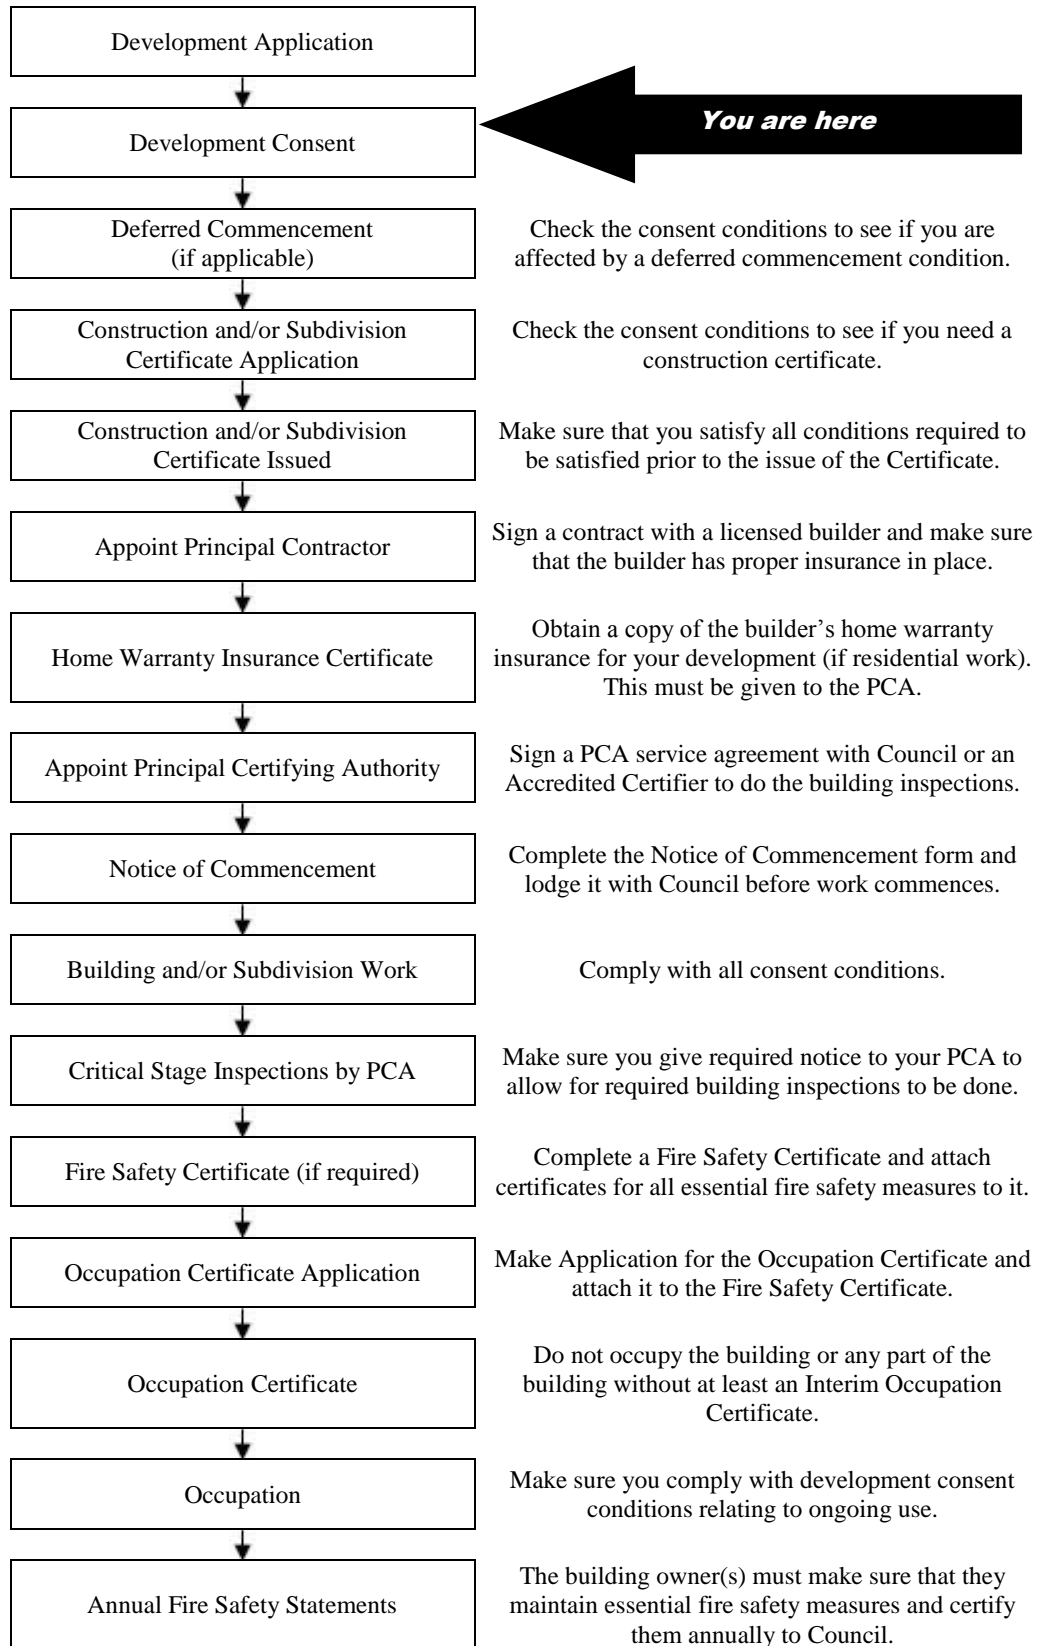 Development Application
Development Consent
You are here
Deferred Commencement
(if applicable)
Check the consent conditions to see if you are
affected by a deferred commencement condition.
Construction and/or Subdivision
Certificate Application
Check the consent conditions to see if you need a
construction certificate.
Construction and/or Subdivision
Certificate Issued
Make sure that you satisfy all conditions required to
be satisfied prior to the issue of the Certificate.
Appoint Principal Contractor
Sign a contract with a licensed builder and make sure
that the builder has proper insurance in place.
Home Warranty Insurance Certificate
Obtain a copy of the builder’s home warranty
insurance for your development (if residential work).
This must be given to the PCA.
Appoint Principal Certifying Authority
Sign a PCA service agreement with Council or an
Accredited Certifier to do the building inspections.
Notice of Commencement
Complete the Notice of Commencement form and
lodge it with Council before work commences.
Building and/or Subdivision Work
Comply with all consent conditions.
Critical Stage Inspections by PCA
Make sure you give required notice to your PCA to
allow for required building inspections to be done.
Fire Safety Certificate (if required)
Complete a Fire Safety Certificate and attach
certificates for all essential fire safety measures to it.
Occupation Certificate Application
Make Application for the Occupation Certificate and
attach it to the Fire Safety Certificate.
Occupation Certificate
Do not occupy the building or any part of the
building without at least an Interim Occupation
Certificate.
Occupation
Make sure you comply with development consent
conditions relating to ongoing use.
Annual Fire Safety Statements
The building owner(s) must make sure that they
maintain essential fire safety measures and certify
them annually to Council.